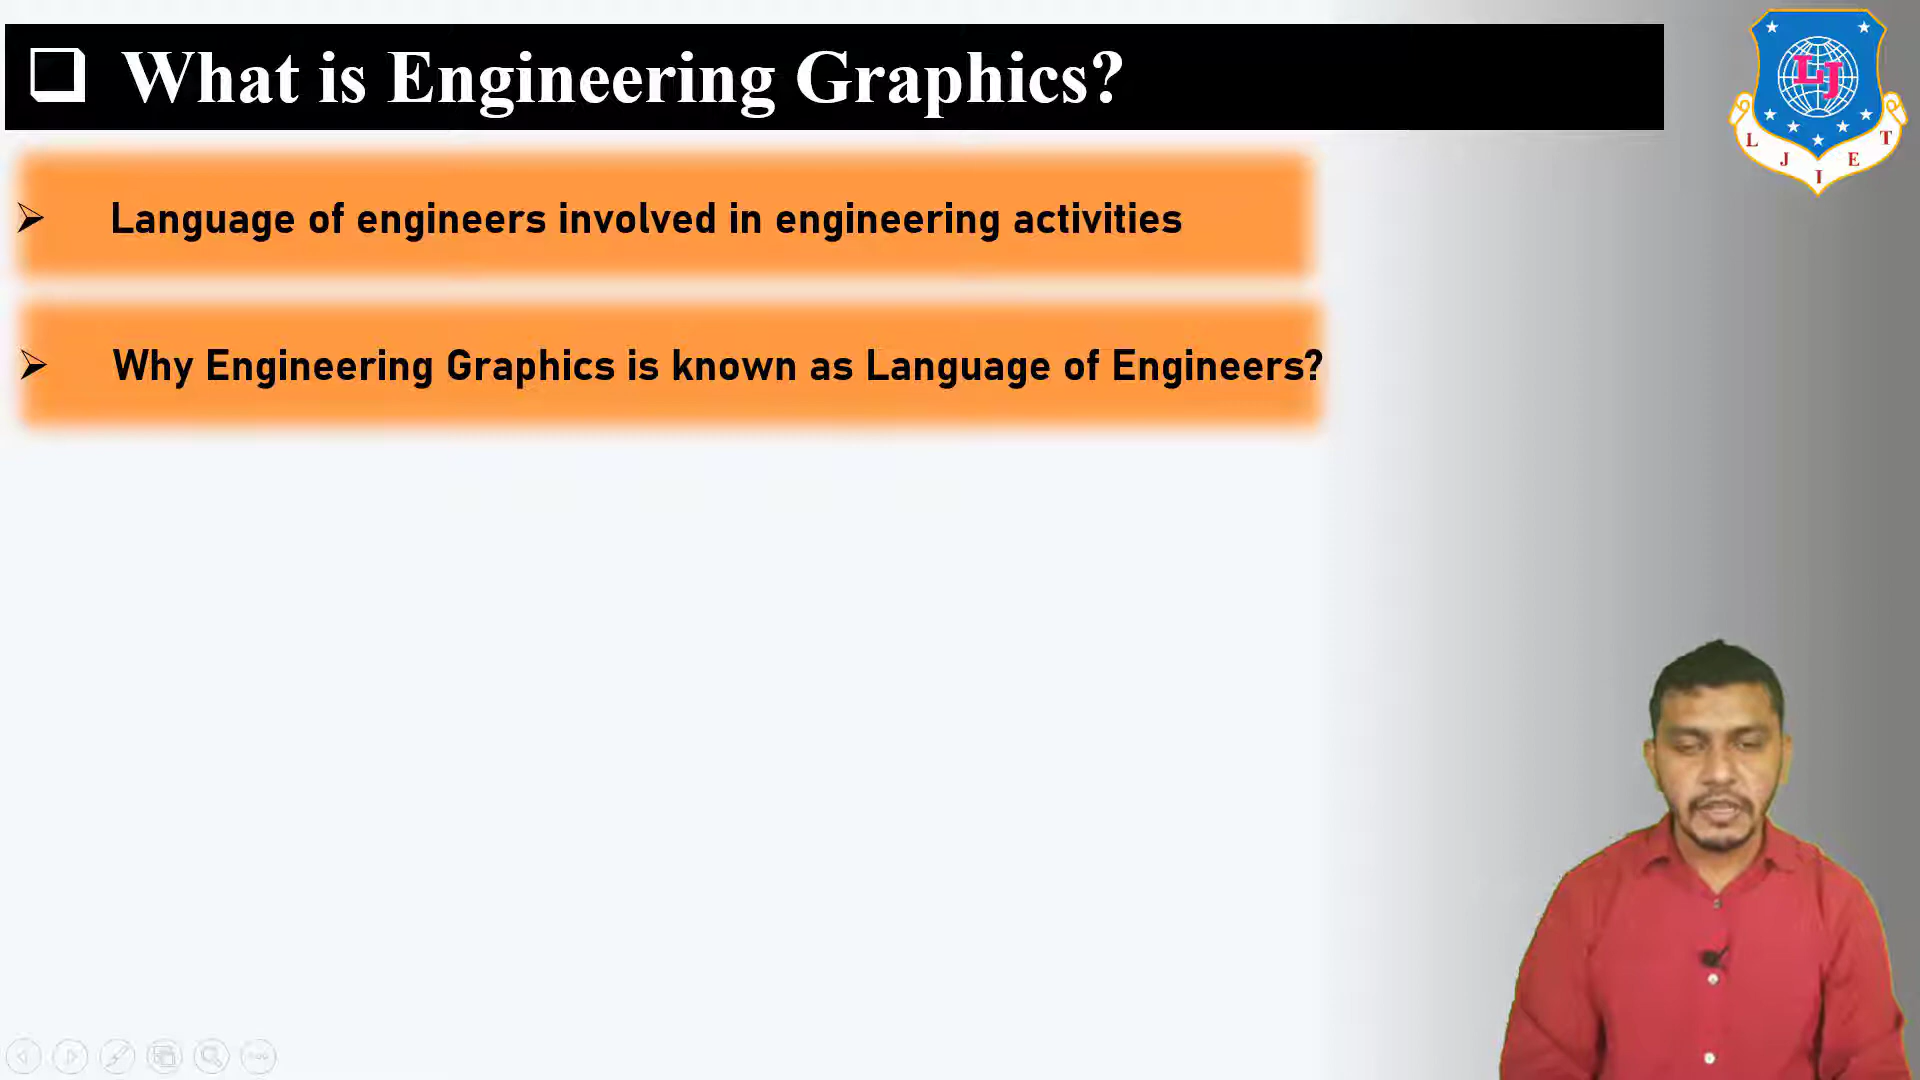 What is Engineering Graphics?
Language of engineers involved in engineering activities
Why Engineering Graphics is known as Language of Engineers?
LJ
L J I E T